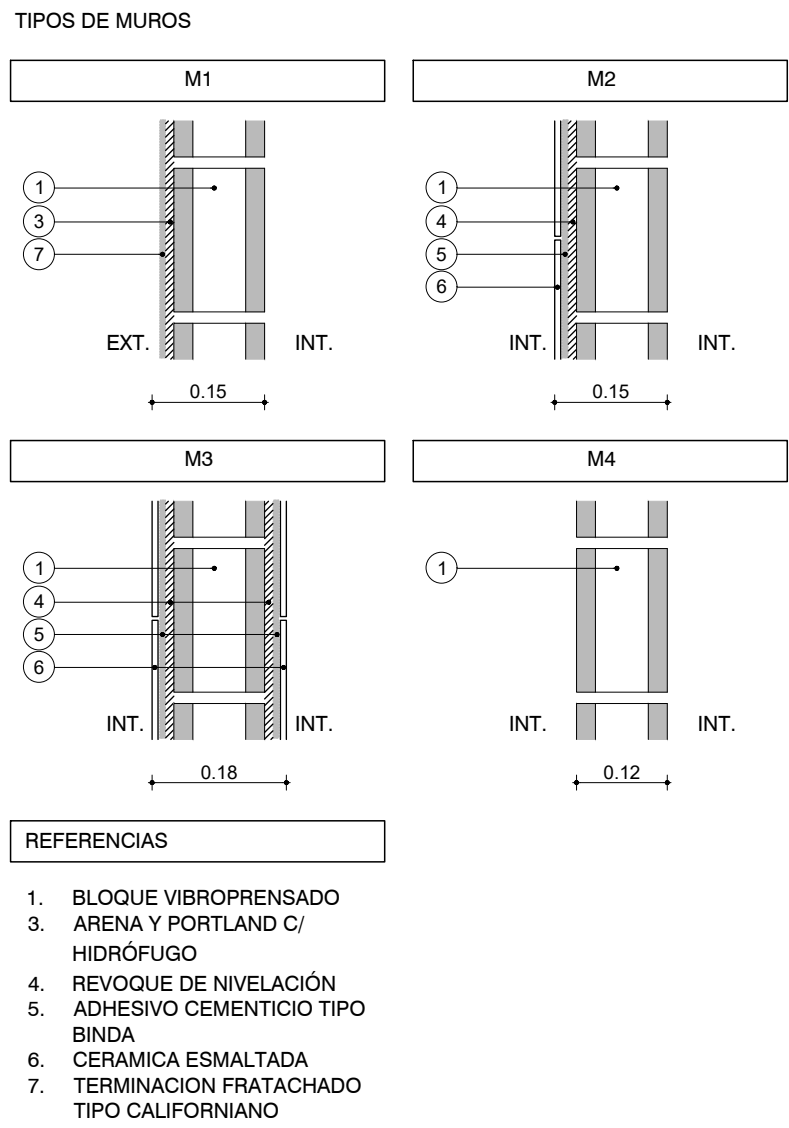 TIPOS DE MUROS
M1
M2
1
3
7
EXT.
INT.
0.15
1
4
5
6
INT.
INT.
0.15
M3
M4
1
4
5
6
INT.
INT.
0.18
1
INT.
INT.
0.12
REFERENCIAS
1. BLOQUE VIBROPRENSADO
3. ARENA Y PORTLAND C/
HIDRÓFUGO
4. REVOQUE DE NIVELACIÓN
5. ADHESIVO CEMENTICIO TIPO
BINDA
6. CERAMICA ESMALTADA
7. TERMINACION FRATACHADO
TIPO CALIFORNIANO